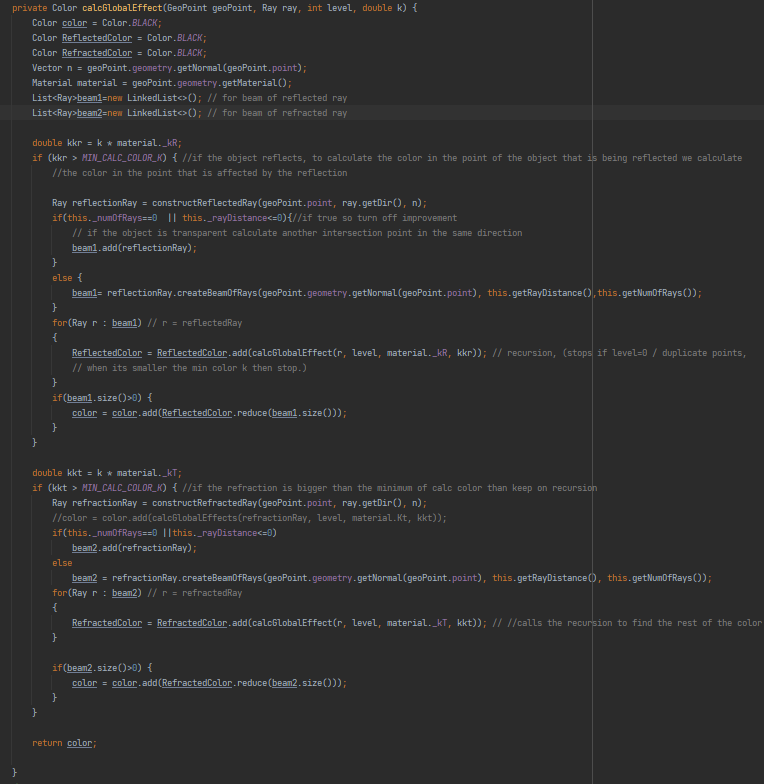 private Color calcGlobalEffect(GeoPoint geoPoint, Ray ray, int level, double k) {
Color color = Color.BLACK;
Color ReflectedColor = Color.BLACK;
Color RefractedColor = Color.BLACK;
Vector n = geoPoint.geometry.getNormal(geoPoint.point);
Material material = geoPoint.geometry.getMaterial();
List<Ray>beam1=new LinkedList<>(); // for beam of reflected ray
List<Ray>beam2=new LinkedList<>(); // for beam of refracted ray
double kkr = k * material._kR;
if (kkr > MIN_CALC_COLOR_K) { //if the object reflects, to calculate the color in the point of the object that is being reflected we calculate
//the color in the point that is affected by the reflection
Ray reflectionRay = constructReflectedRay(geoPoint.point, ray.getDir(), n);
if(this._numOfRays==0  || this._rayDistance<=0){//if true so turn off improvement
// if the object is transparent calculate another intersection point in the same direction
beam1.add(reflectionRay);
}
else {
beam1= reflectionRay.createBeamOfRays(geoPoint.geometry.getNormal(geoPoint.point), this.getRayDistance(),this.getNumOfRays());
}
for(Ray r : beam1) // r = reflectedRay
{
ReflectedColor = ReflectedColor.add(calcGlobalEffect(r, level, material._kR, kkr)); // recursion, (stops if level=0 / duplicate points,
// when its smaller the min color k then stop.)
}
if(beam1.size()>0) {
color = color.add(ReflectedColor.reduce(beam1.size()));
}
}
double kkt = k * material._kT;
if (kkt > MIN_CALC_COLOR_K) { //if the refraction is bigger than the minimum of calc color than keep on recursion
Ray refractionRay = constructRefractedRay(geoPoint.point, ray.getDir(), n);
//color = color.add(calcGlobalEffects(refractionRay, level, material.Kt, kkt));
if(this._numOfRays==0 ||this._rayDistance<=0)
beam2.add(refractionRay);
else
beam2 = refractionRay.createBeamOfRays(geoPoint.geometry.getNormal(geoPoint.point), this.getRayDistance(), this.getNumOfRays());
for(Ray r : beam2) // r = refractedRay
{
RefractedColor = RefractedColor.add(calcGlobalEffect(r, level, material._kT, kkt)); // //calls the recursion to find the rest of the color
}
if(beam2.size()>0) {
color = color.add(RefractedColor.reduce(beam2.size()));
}
}
return color;
}